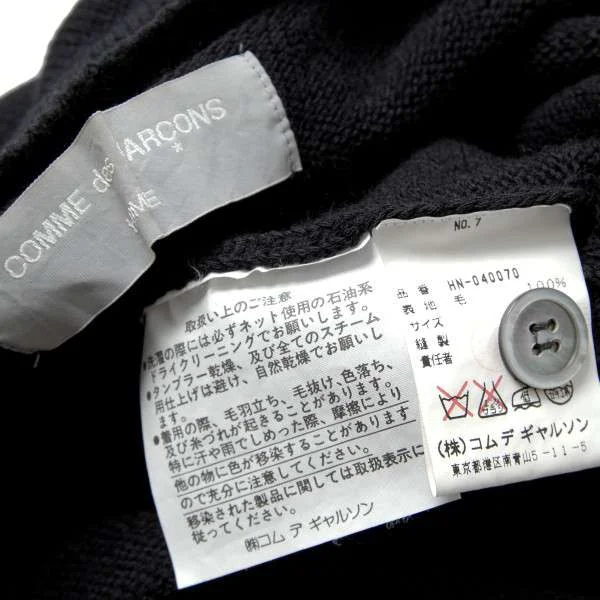 COMME des GARCONS
*
HOMME
取扱い上のご注意
●洗濯の際には必ずネット使用の石油系
ドライクリーニングでお願いします。
●タンブラー乾燥、及び全てのスチーム
用仕上げは避け、自然乾燥でお願いし
ます。
●着用の際、毛羽立ち、毛抜け、色落ち、
及び糸つれが起きることがあります。
特に汗や雨でしめった際、摩擦により
他の物に色が移染することがあります
ので充分に注意してください。
移染された製品に関しては取扱表示に
従ってください。
㈱コム デ ギャルソン
NO. 7
品番 HN-040070
表地 毛 100%
サイズ
縫製
責任者
(株)コム デ ギャルソン
東京都港区南青山5-11-5